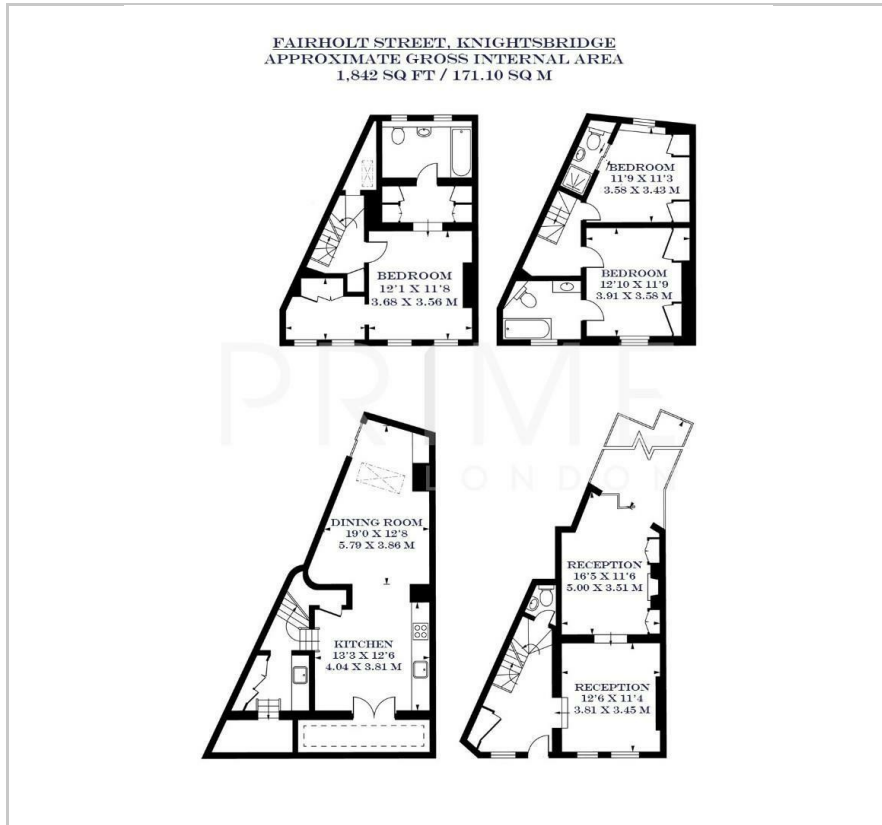 FAIRHOLT STREET, KNIGHTSBRIDGE
APPROXIMATE GROSS INTERNAL AREA
1,842 SQ FT / 171.10 SQ M
BEDROOM
12'1 X 11'8
3.68 X 3.56 M
BEDROOM
11'9 X 11'3
3.58 X 3.43 M
BEDROOM
12'10 X 11'9
3.91 X 3.58 M
PRIME
LONDON
DINING ROOM
19'0 X 12'8
5.79 X 3.86 M
KITCHEN
13'3 X 12'6
4.04 X 3.81 M
RECEPTION
16'5 X 11'6
5.00 X 3.51 M
RECEPTION
12'6 X 11'4
3.81 X 3.45 M